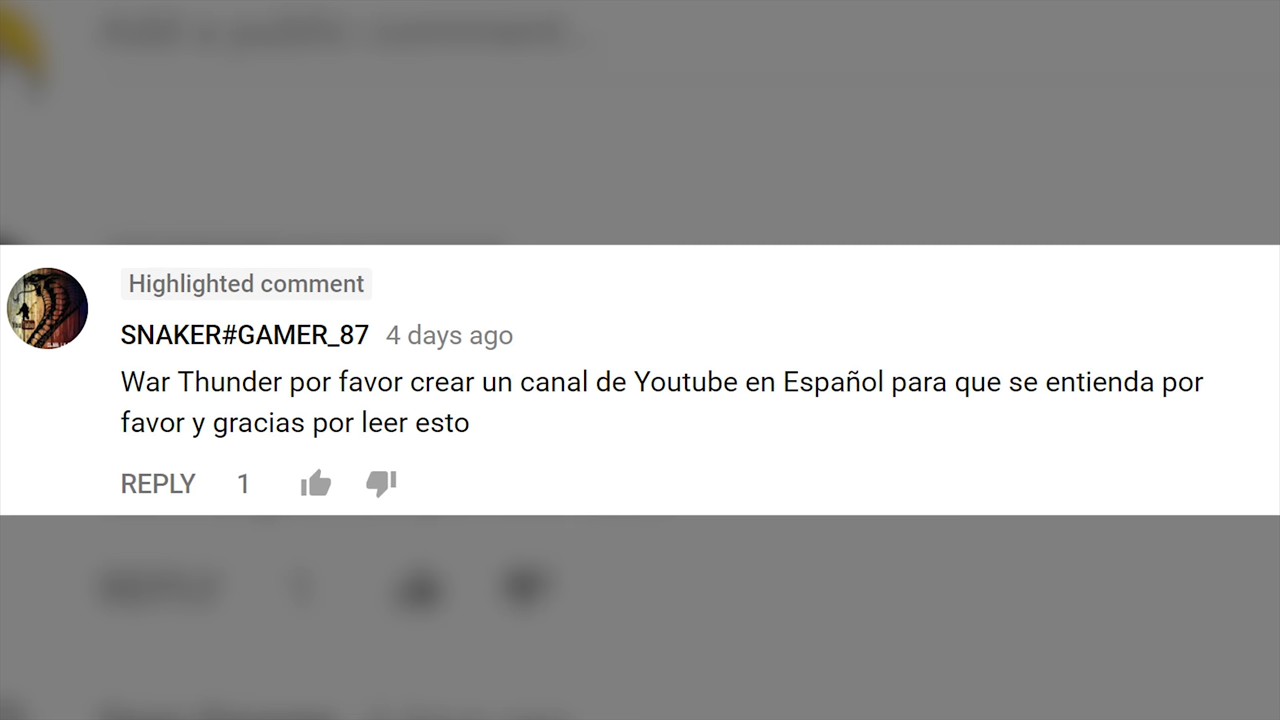 Highlighted comment
SNAKER#GAMER_87 4 days ago
War Thunder por favor crear un canal de Youtube en Español para que se entienda por
favor y gracias por leer esto
REPLY 1